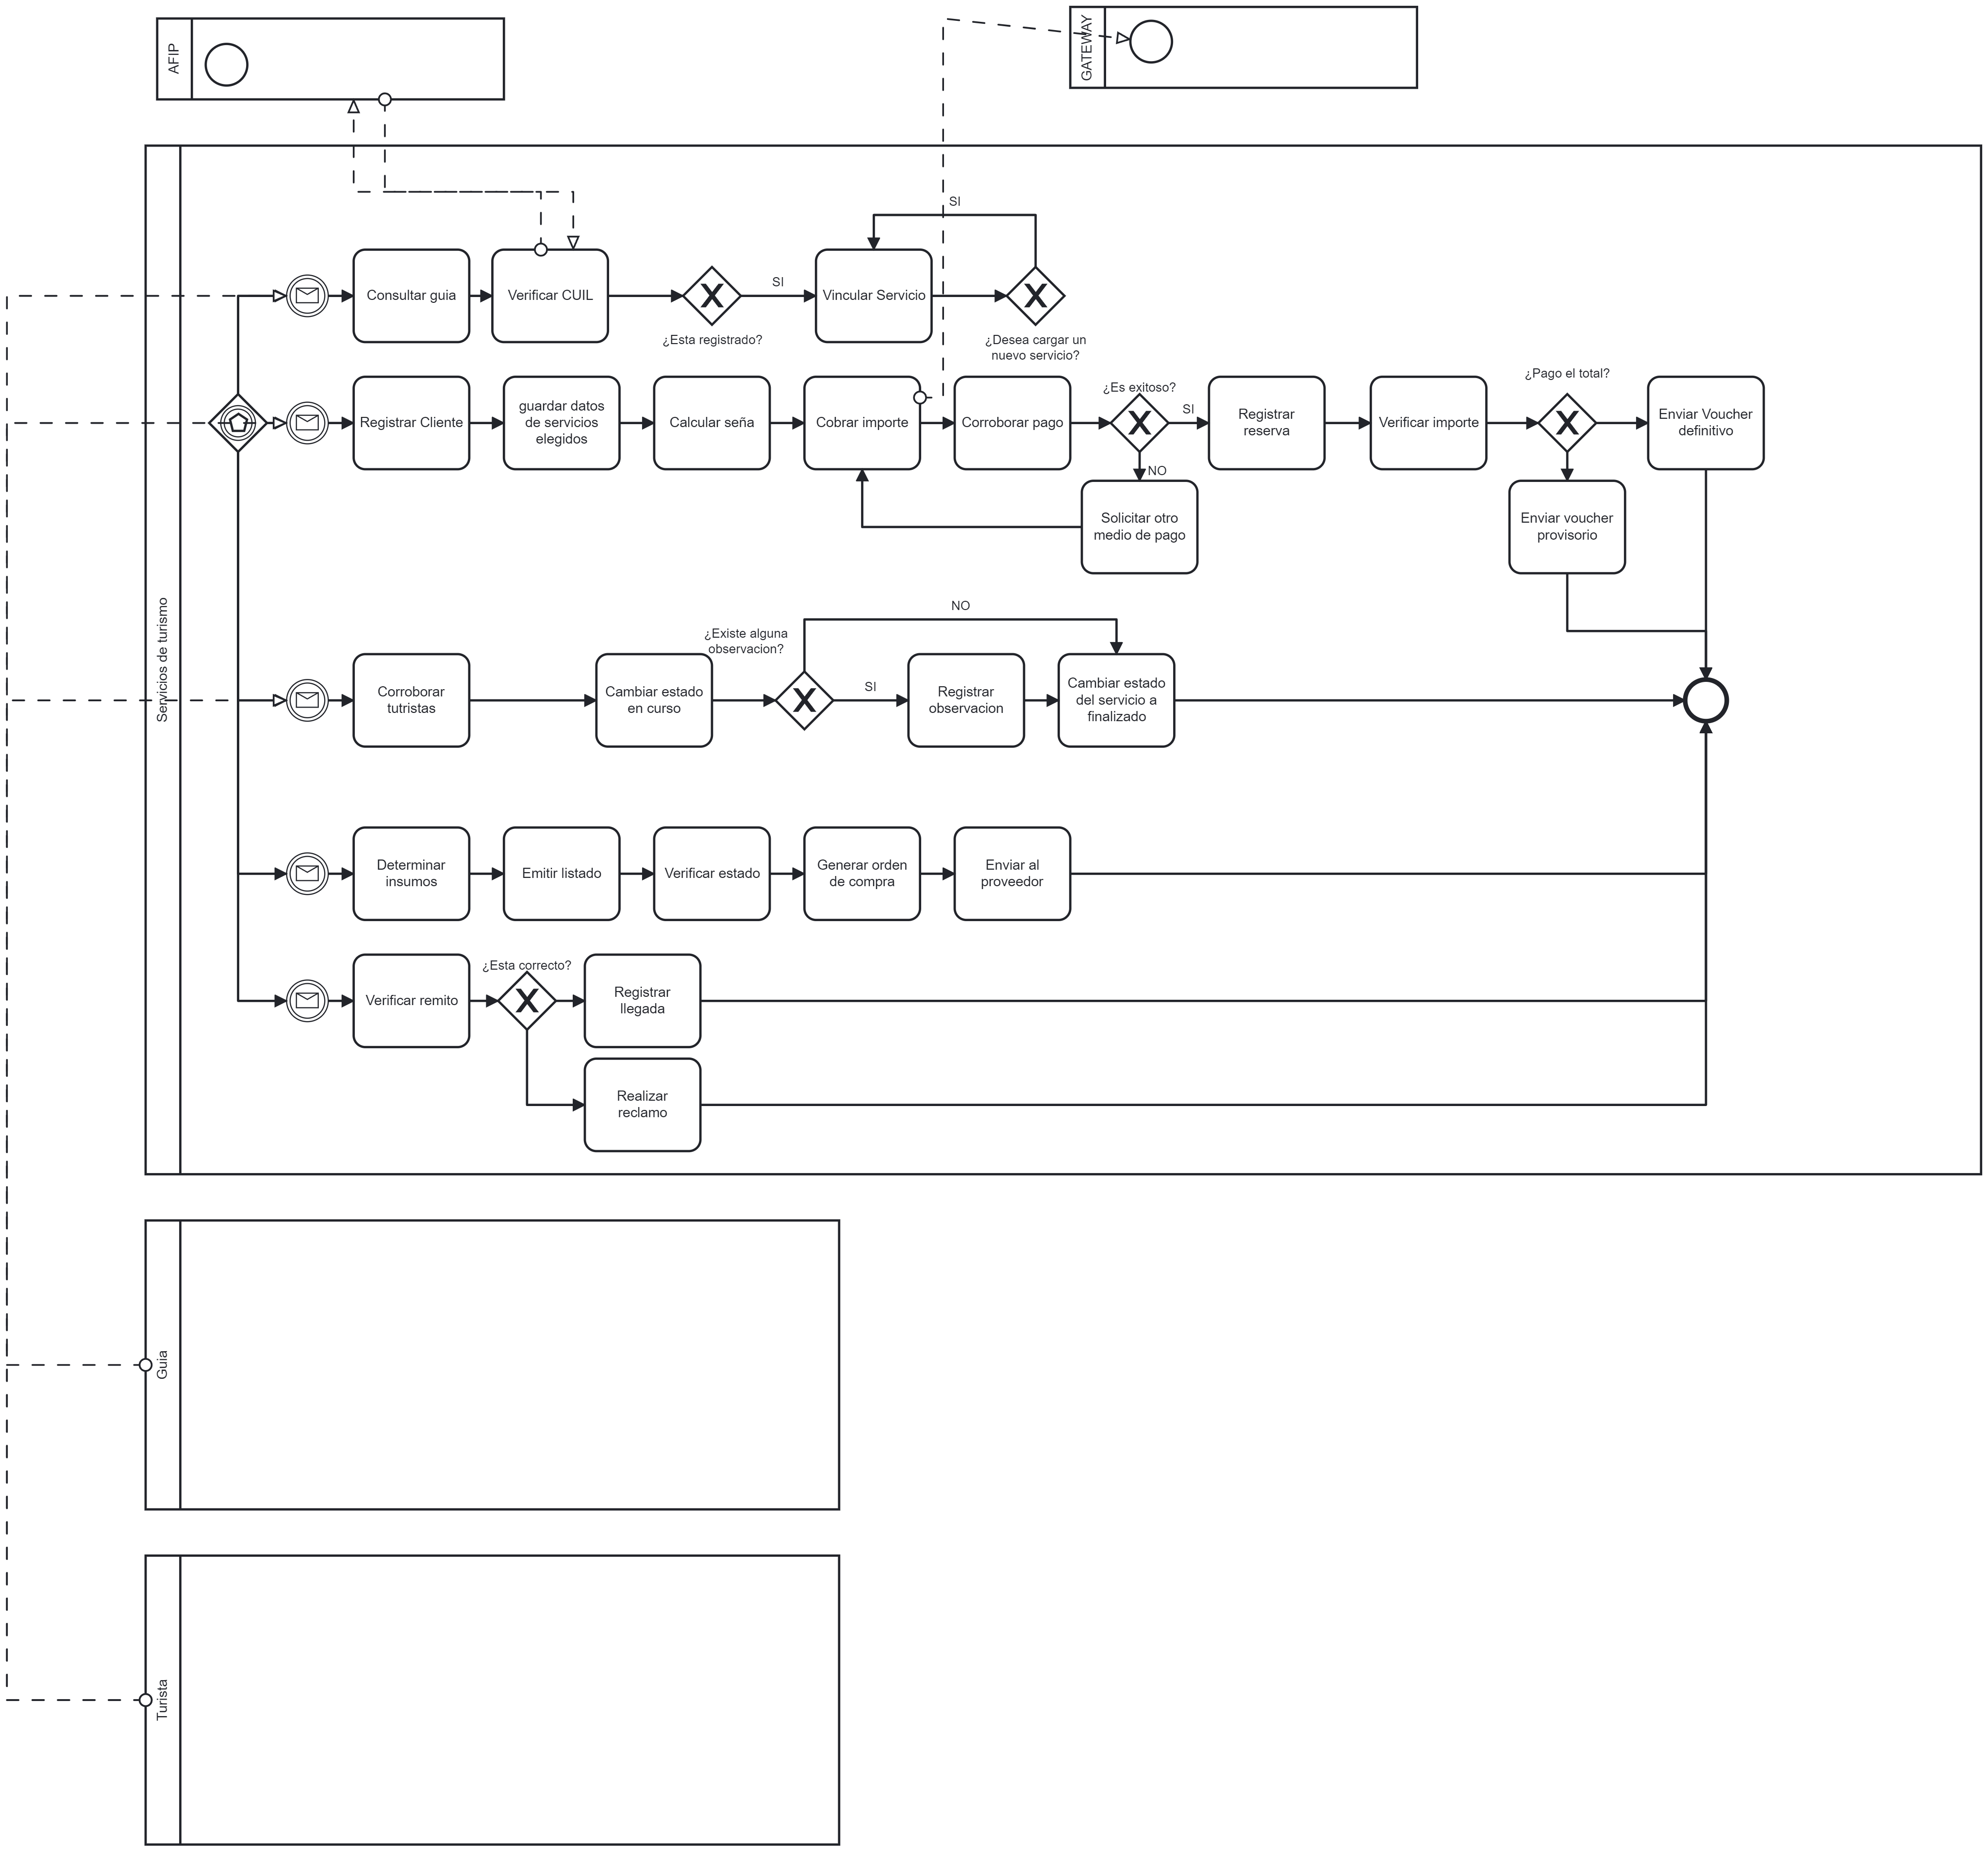 AFIP
GATEWAY
Servicios de turismo
SI
Consultar guia
Verificar CUIL
¿Esta registrado?
SI
Vincular Servicio
¿Desea cargar un
nuevo servicio?
Registrar Cliente
guardar datos
de servicios
elegidos
Calcular seña
Cobrar importe
Corroborar pago
¿Es exitoso?
SI
NO
Registrar
reserva
Verificar importe
¿Pago el total?
Enviar Voucher
definitivo
Solicitar otro
medio de pago
Enviar voucher
provisorio
Corroborar
tutristas
Cambiar estado
en curso
¿Existe alguna
observacion?
NO
SI
Registrar
observacion
Cambiar estado
del servicio a
finalizado
Determinar
insumos
Emitir listado
Verificar estado
Generar orden
de compra
Enviar al
proveedor
Verificar remito
¿Esta correcto?
Registrar
llegada
Realizar
reclamo
Guia
Turista